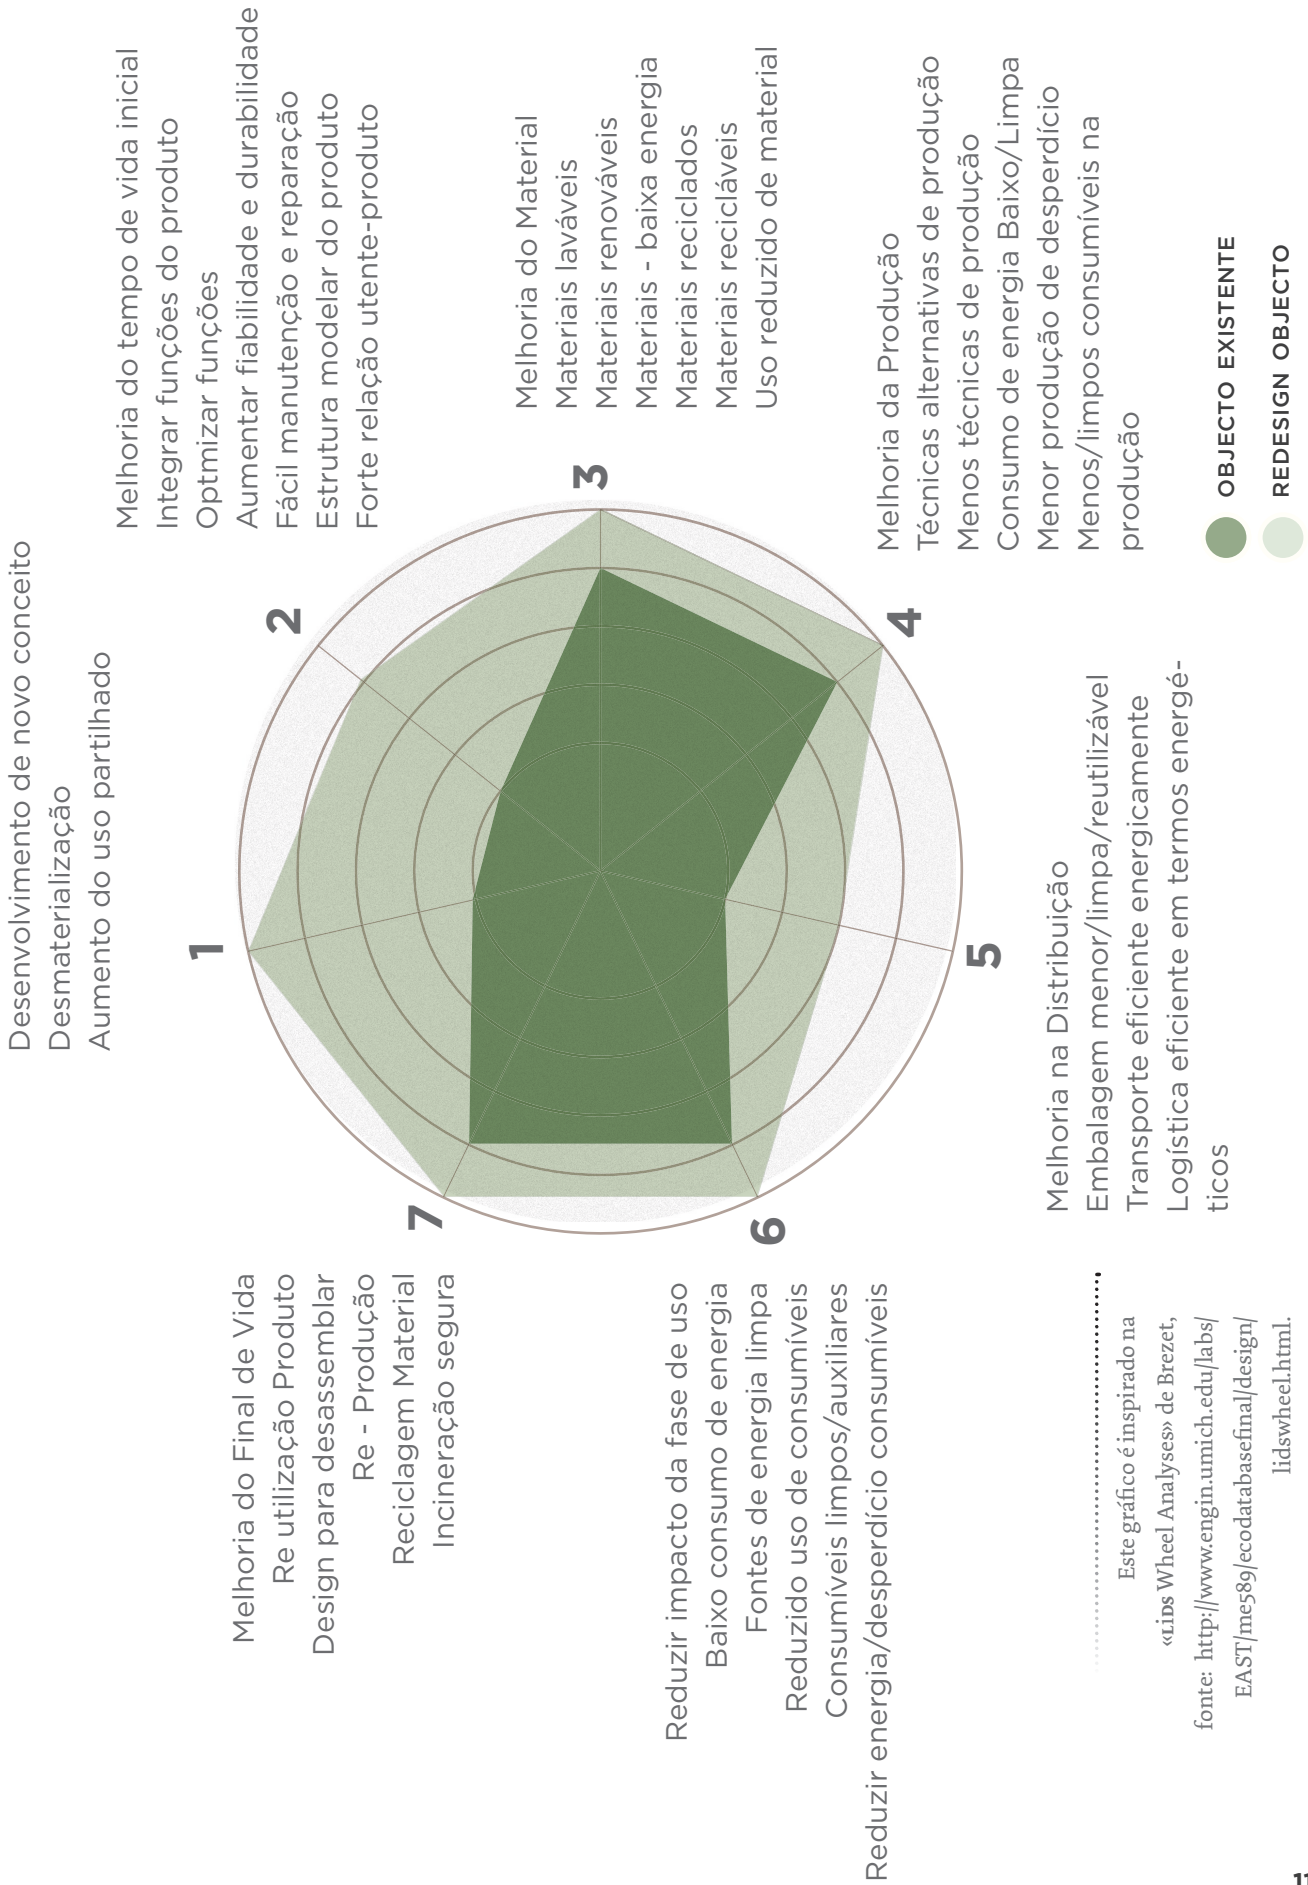 Desenvolvimento de novo conceito
Desmaterialização
Aumento do uso partilhado
1
Melhoria do tempo de vida inicial
Integrar funções do produto
Optmizar funções
Aumentar fiabilidade e durabilidade
Fácil manutenção e reparação
Estrutura modelar do produto
Forte relação utente-produto
2
Melhoria do Material
Materiais laváveis
Materiais renováveis
Materiais - baixa energia
Materiais reciclados
Materiais recicláveis
Uso reduzido de material
3
Melhoria da Produção
Técnicas alternativas de produção
Menos técnicas de produção
Consumo de energia Baixo/Limpa
Menor produção de desperdício
Menos/limpos consumíveis na
produção
4
Melhoria na Distribuição
Embalagem menor/limpa/reutilizável
Transporte eficiente energicamente
Logística eficiente em termos energé-
ticos
5
Reduzir impacto da fase de uso
Baixo consumo de energia
Fontes de energia limpa
Reduzido uso de consumíveis
Consumíveis limpos/auxiliares
Reduzir energia/desperdício consumíveis
6
Melhoria do Final de Vida
Re utilização Produto
Design para desassemblar
Re - Produção
Reciclagem Material
Incineração segura
7
OBJECTO EXISTENTE
REDESIGN OBJECTO
Este gráfico é inspirado na
«LiDS Wheel Analyses» de Brezet,
fonte: http://www.engin.umich.edu/labs/
EAST/me589/ecodatabasefinal/design/
lidswheel.html.